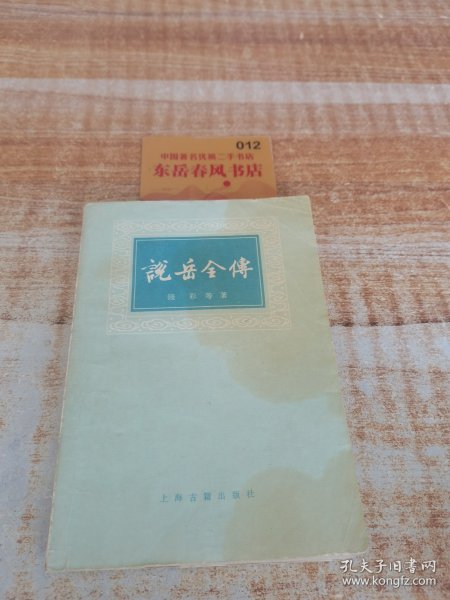 012
中国著名优质二手书店
东岳春风书店
說岳全傳
錢彩等著
上海古籍出版社
孔夫子旧书网
www.kongfz.com